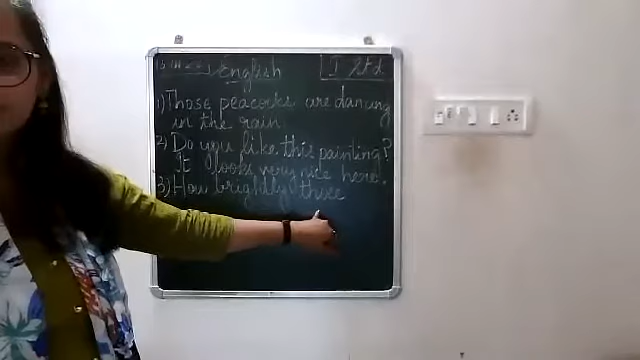 English
I std
1) Those peacocks are dancing
in the rain.
2) Do you like this painting?
It looks very nice here.
3) How brightly those